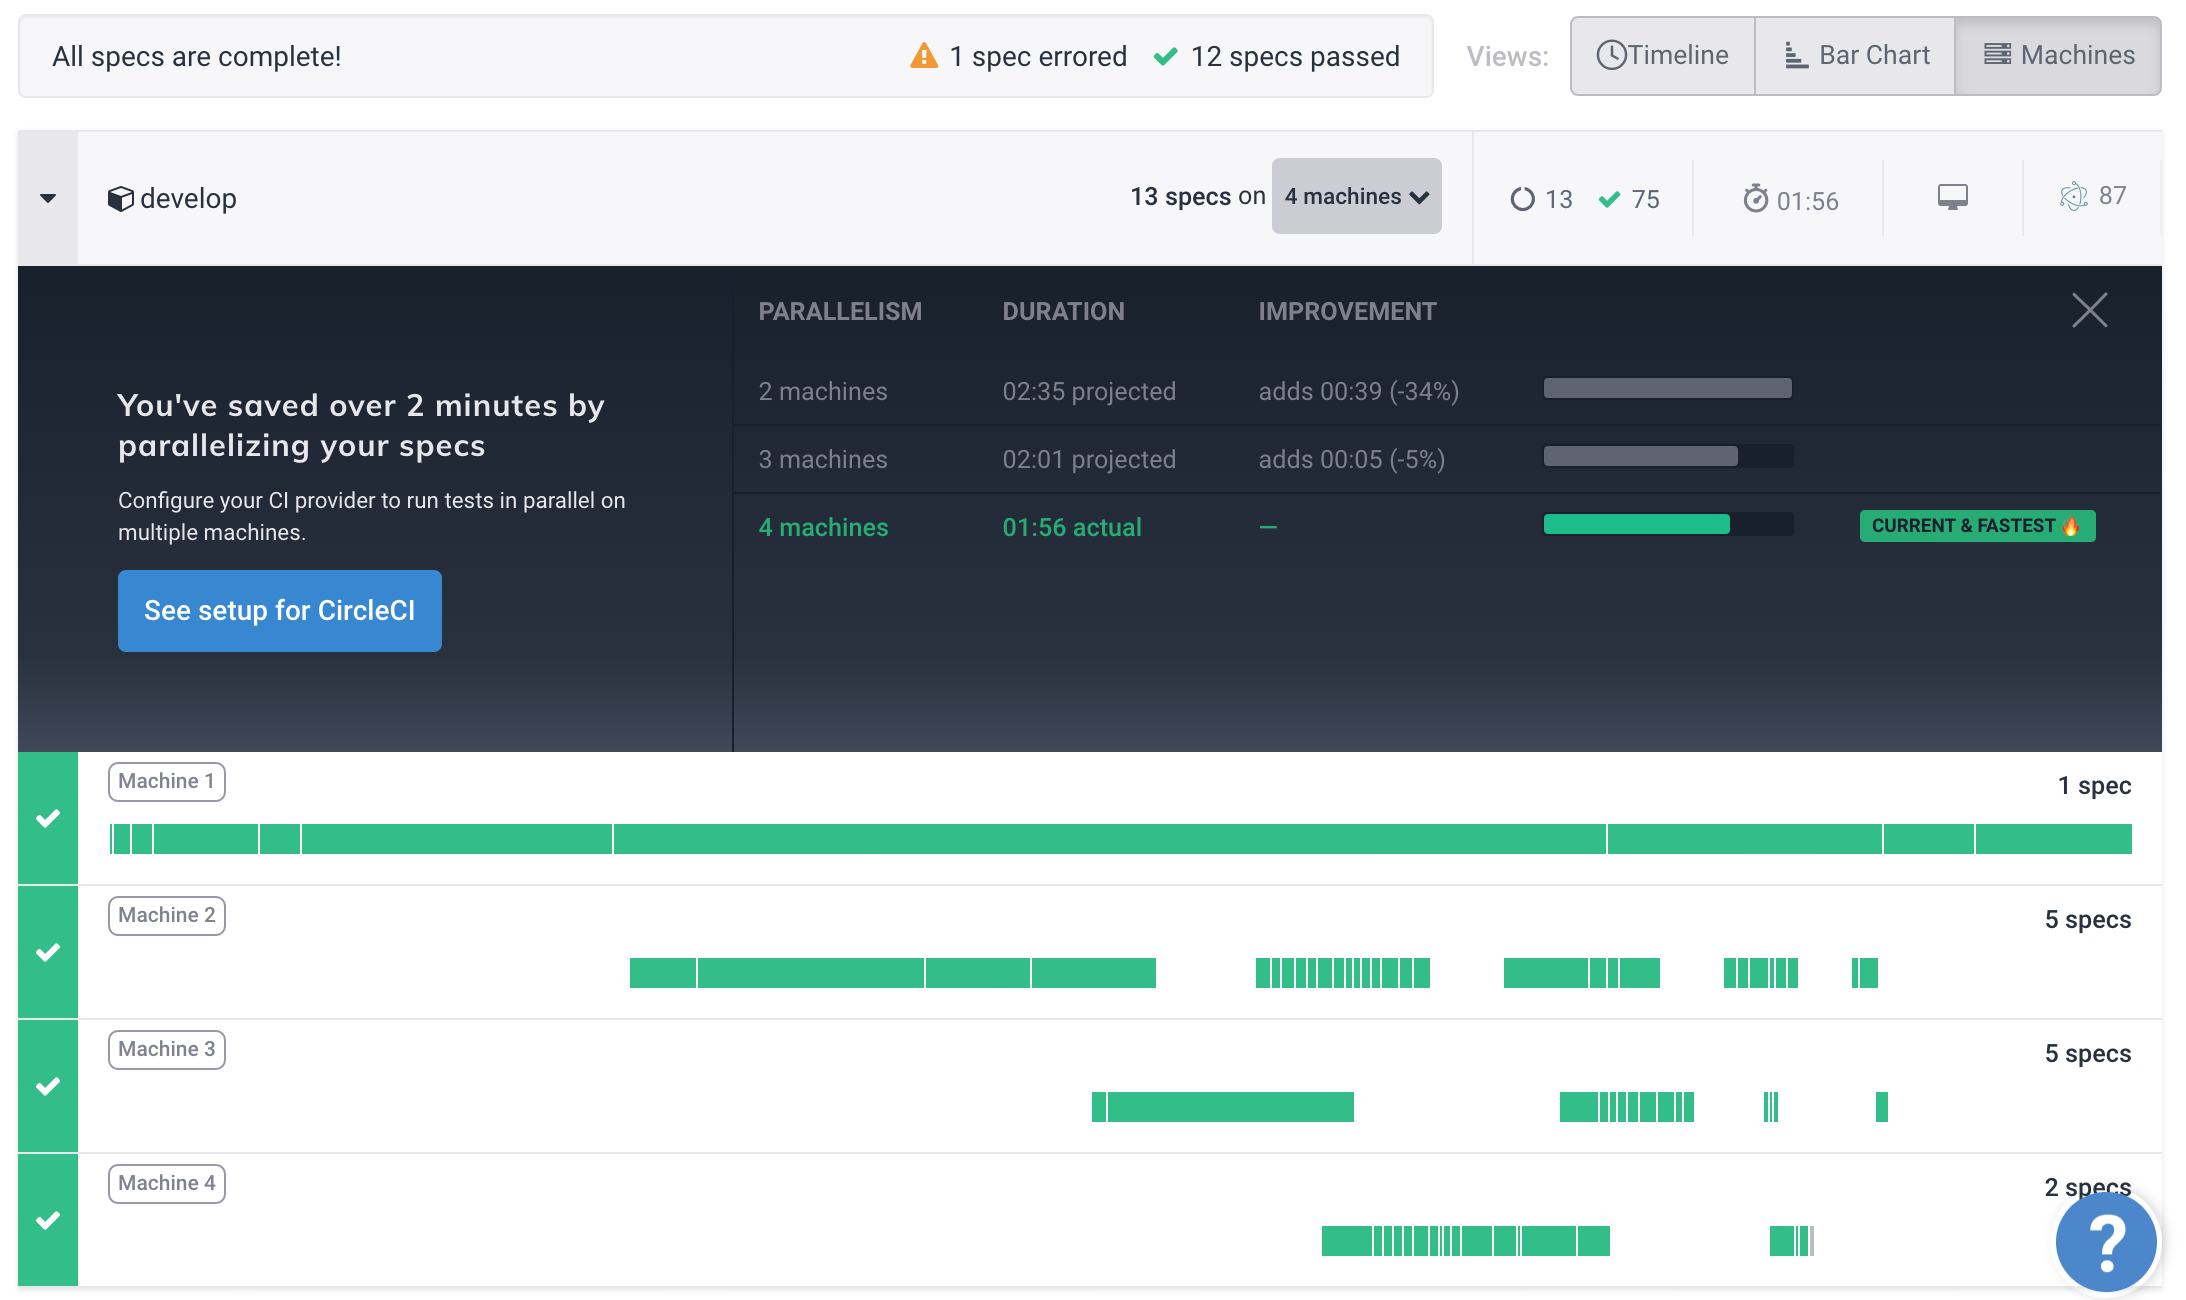 All specs are complete!
1 spec errored
12 specs passed
Views:
Timeline
Bar Chart
Machines
develop
13 specs on 4 machines
13
75
01:56
87
PARALLELISM DURATION IMPROVEMENT
You've saved over 2 minutes by
parallelizing your specs
Configure your CI provider to run tests in parallel on
multiple machines.
See setup for CircleCI
2 machines 02:35 projected adds 00:39 (-34%)
3 machines 02:01 projected adds 00:05 (-5%)
4 machines 01:56 actual – CURRENT & FASTEST 🔥
Machine 1
1 spec
Machine 2
5 specs
Machine 3
5 specs
Machine 4
2 specs
?